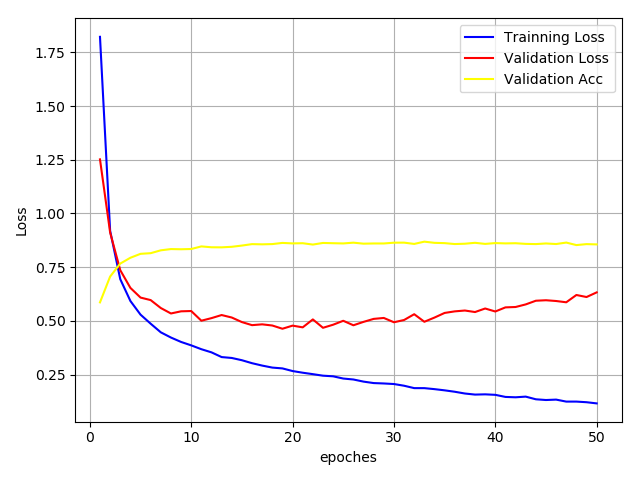 Trainning Loss
Validation Loss
Validation Acc
1.75
1.50
1.25
1.00
0.75
0.50
0.25
Loss
0 10 20 30 40 50
epoches